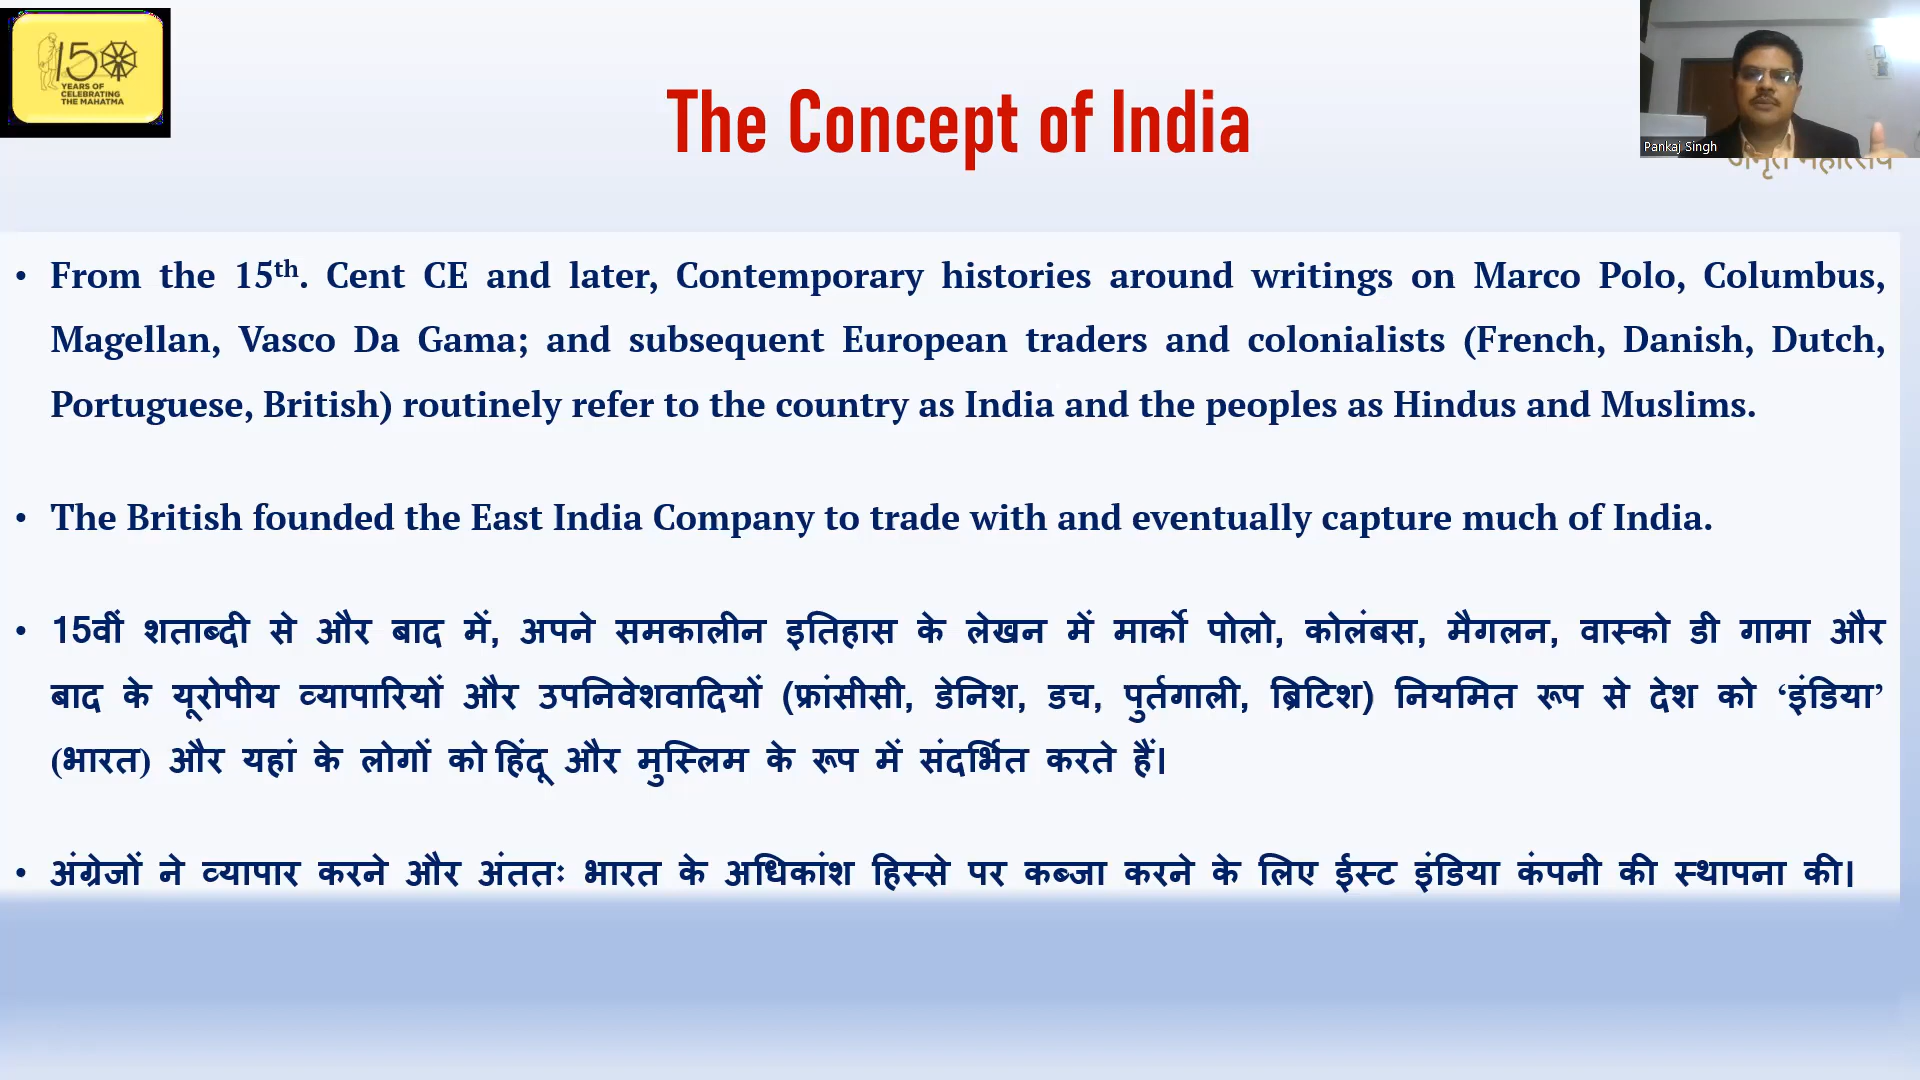 150
YEARS OF
CELEBRATING
THE MAHATMA
The Concept of India
Pankaj Singh
अमृत महोत्सव
• From the 15th. Cent CE and later, Contemporary histories around writings on Marco Polo, Columbus,
Magellan, Vasco Da Gama; and subsequent European traders and colonialists (French, Danish, Dutch,
Portuguese, British) routinely refer to the country as India and the peoples as Hindus and Muslims.
• The British founded the East India Company to trade with and eventually capture much of India.
• 15वीं शताब्दी से और बाद में, अपने समकालीन इतिहास के लेखन में मार्को पोलो, कोलंबस, मैगलन, वास्को डी गामा और
बाद के यूरोपीय व्यापारियों और उपनिवेशवादियों (फ्रांसीसी, डेनिश, डच, पुर्तगाली, ब्रिटिश) नियमित रूप से देश को ‘इंडिया’
(भारत) और यहां के लोगों को हिंदू और मुस्लिम के रूप में संदर्भित करते हैं।
• अंग्रेजों ने व्यापार करने और अंततः भारत के अधिकांश हिस्से पर कब्जा करने के लिए ईस्ट इंडिया कंपनी की स्थापना की।